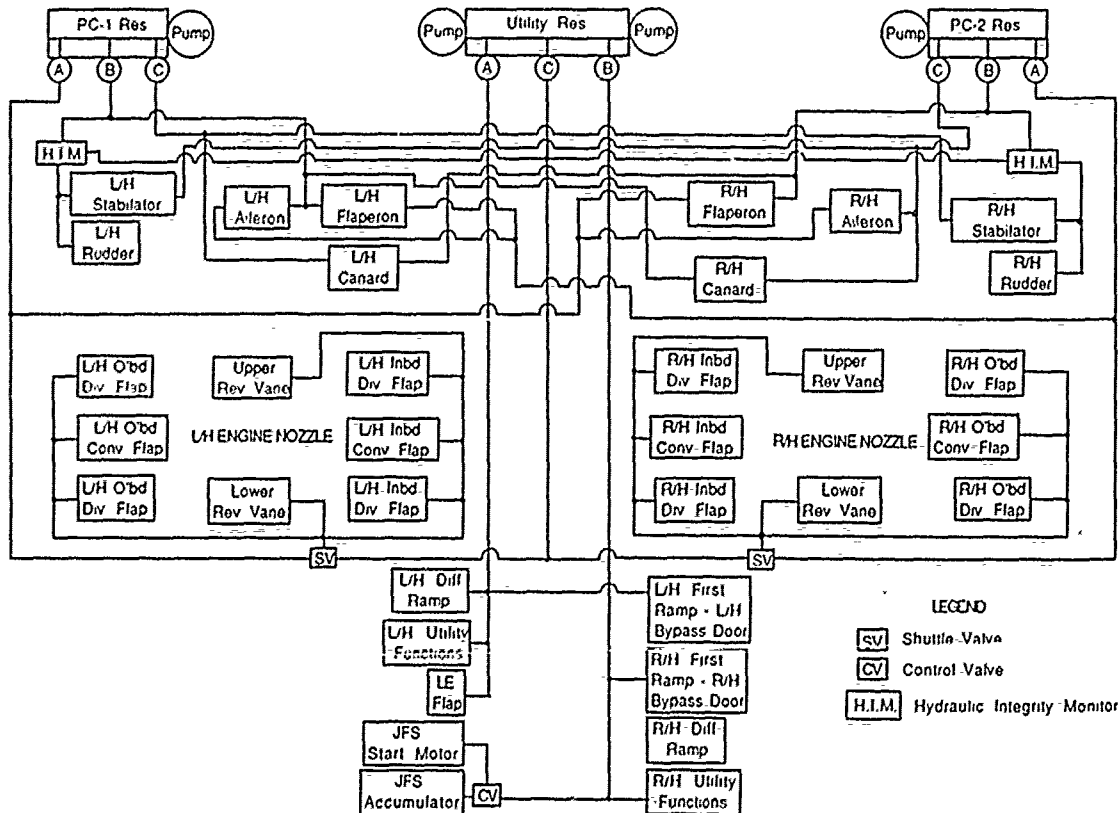 PC-1 Res
Pump
Pump
Utility Res
Pump
Pump
PC-2 Res
A
B
C
A
C
B
C
B
A
H.I.M.
H.I.M.
L/H
Stabilator
L/H
Rudder
L/H
Aileron
L/H
Flaperon
L/H
Canard
R/H
Flaperon
R/H
Aileron
R/H
Canard
R/H
Stabilator
R/H
Rudder
L/H O'bd
Div Flap
Upper
Rev Vane
L/H Inbd
Div Flap
L/H O'bd
Conv Flap
L/H ENGINE NOZZLE
L/H Inbd
Conv Flap
L/H O'bd
Div Flap
Lower
Rev Vane
L/H Inbd
Div Flap
SV
R/H Inbd
Div Flap
Upper
Rev Vane
R/H O'bd
Div Flap
R/H Inbd
Conv Flap
R/H ENGINE NOZZLE
R/H O'bd
Conv Flap
R/H Inbd
Div Flap
Lower
Rev Vane
R/H O'bd
Div Flap
SV
L/H Diff
Ramp
L/H Utility
Functions
LE
Flap
JFS
Start Motor
JFS
Accumulator
CV
L/H First
Ramp - L/H
Bypass Door
R/H First
Ramp - R/H
Bypass Door
R/H Diff
Ramp
R/H Utility
Functions
LEGEND
SV Shuttle Valve
CV Control Valve
H.I.M. Hydraulic Integrity Monitor